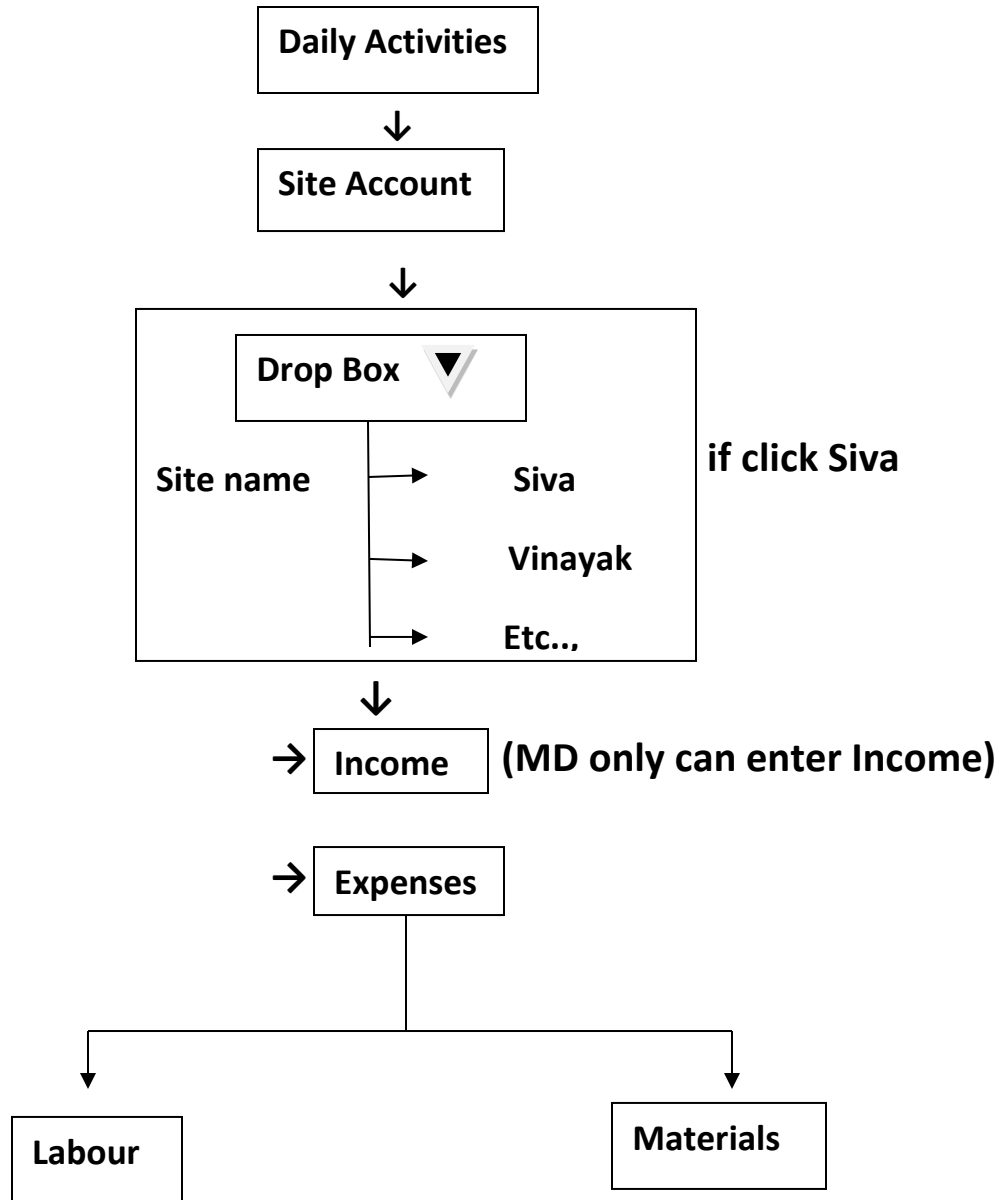 Daily Activities
Site Account
Drop Box
if click Siva
Site name
Siva
Vinayak
Etc..,
Income
(MD only can enter Income)
Expenses
Labour
Materials